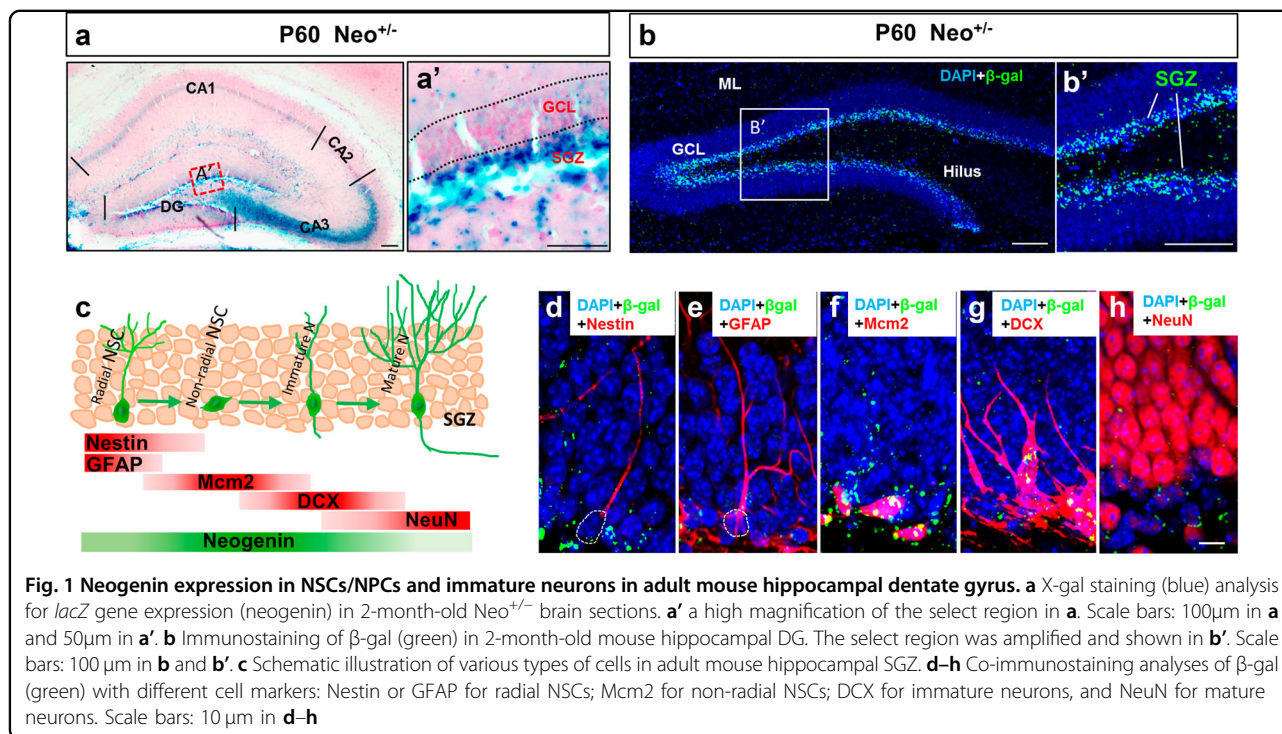 a
P60 Neo+/-
CA1
CA2
A'
DG
CA3
a'
GCL
SGZ
b
P60 Neo+/-
DAPI+β-gal
ML
B'
GCL
Hilus
b'
SGZ
c
Radial NSC
Non-radial NSC
Immature N
Mature N
SGZ
Nestin
GFAP
Mcm2
DCX
NeuN
Neogenin
d
DAPI+β-gal
+Nestin
e
DAPI+βgal
+GFAP
f
DAPI+β-gal
+Mcm2
g
DAPI+β-gal
+DCX
h
DAPI+β-gal
+NeuN
Fig. 1 Neogenin expression in NSCs/NPCs and immature neurons in adult mouse hippocampal dentate gyrus. a X-gal staining (blue) analysis
for lacZ gene expression (neogenin) in 2-month-old Neo+/− brain sections. a' a high magnification of the select region in a. Scale bars: 100μm in a
and 50μm in a'. b Immunostaining of β-gal (green) in 2-month-old mouse hippocampal DG. The select region was amplified and shown in b'. Scale
bars: 100 μm in b and b'. c Schematic illustration of various types of cells in adult mouse hippocampal SGZ. d–h Co-immunostaining analyses of β-gal
(green) with different cell markers: Nestin or GFAP for radial NSCs; Mcm2 for non-radial NSCs; DCX for immature neurons, and NeuN for mature
neurons. Scale bars: 10 μm in d–h